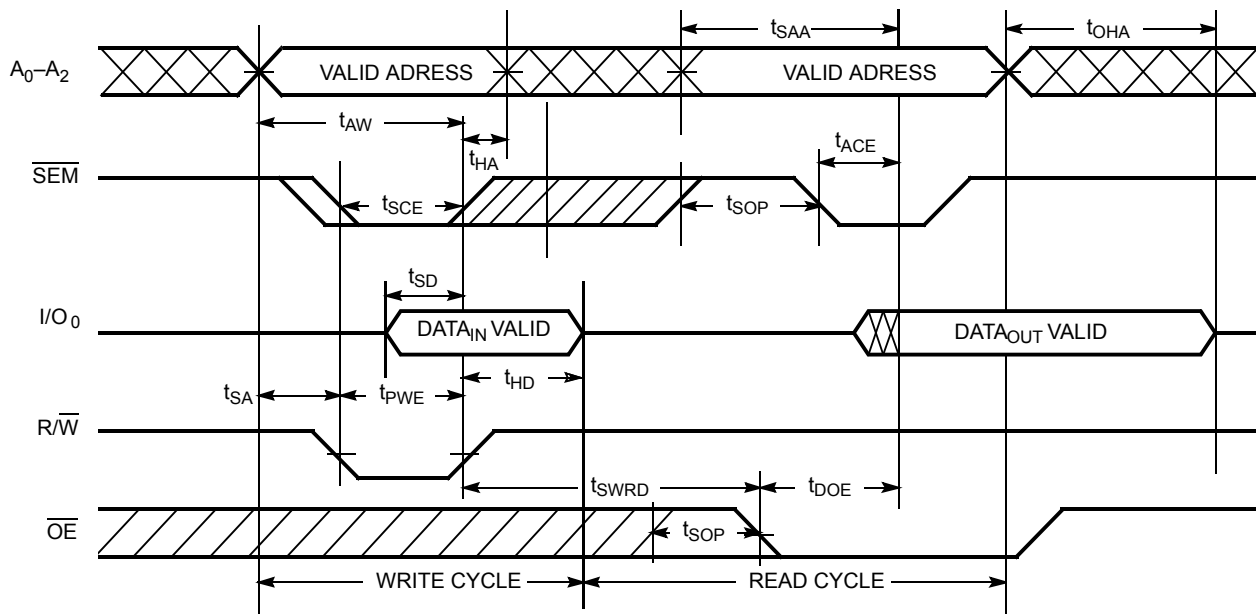 tSAA
tOHA
A0–A2
VALID ADRESS
VALID ADRESS
tAW
tHA
tACE
SEM
tSCE
tSOP
tSD
I/O0
DATAIN VALID
DATAOUT VALID
tSA
tPWE
tHD
R/W
tSWRD
tDOE
OE
tSOP
WRITE CYCLE
READ CYCLE